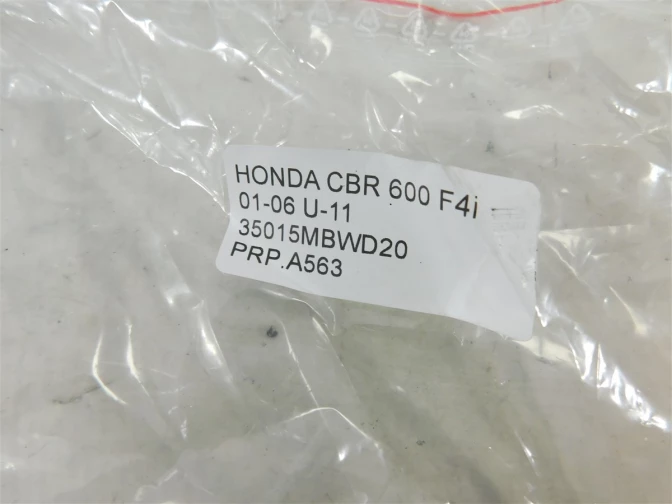 HONDA CBR 600 F4i
01-06 U-11
35015MBWD20
PRP.A563